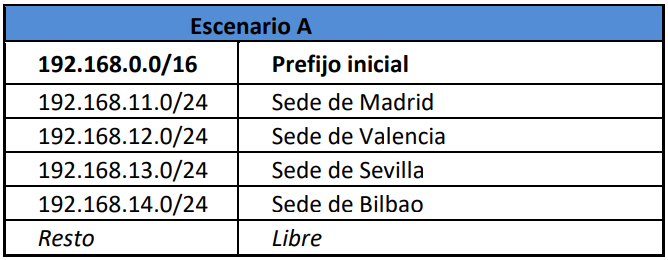 Escenario A
192.168.0.0/16 Prefijo inicial
192.168.11.0/24 Sede de Madrid
192.168.12.0/24 Sede de Valencia
192.168.13.0/24 Sede de Sevilla
192.168.14.0/24 Sede de Bilbao
Resto Libre